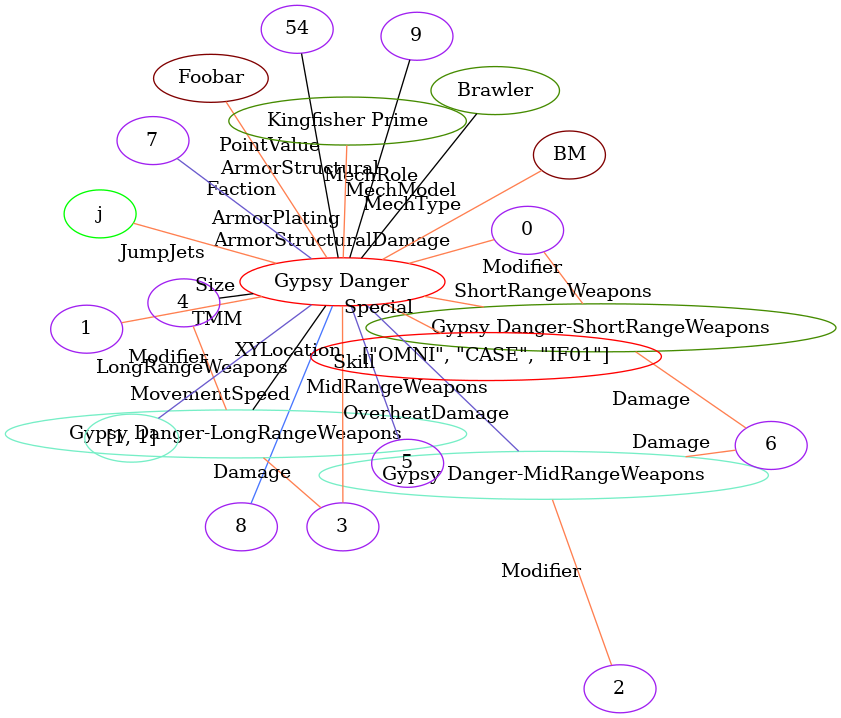 54
9
Foobar
Brawler
Kingfisher Prime
7
PointValue
BM
ArmorStructural
MechRole
Faction
MechModel
MechType
j
ArmorPlating
0
ArmorStructuralDamage
JumpJets
Modifier
Gypsy Danger
Size
ShortRangeWeapons
4
Special
1
TMM
Gypsy Danger-ShortRangeWeapons
XYLocation
Modifier
["OMNI", "CASE", "IF01"]
Skill
LongRangeWeapons
MidRangeWeapons
MovementSpeed
Damage
OverheatDamage
Gypsy Danger-LongRangeWeapons
[1, 1]
Damage
6
5
Damage
Gypsy Danger-MidRangeWeapons
8
3
Modifier
2